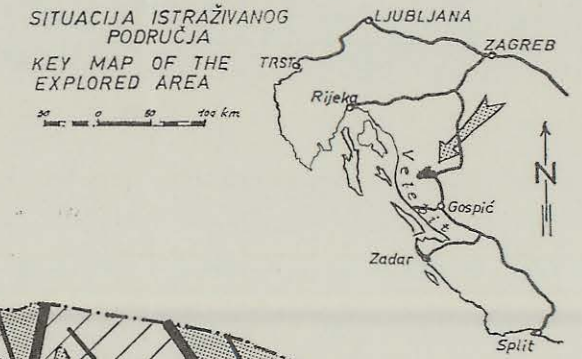 SITUACIJA ISTRAŽIVANOG
PODRUČJA
KEY MAP OF THE
EXPLORED AREA
50 0 50 100 km
LJUBLJANA
ZAGREB
TRST
Rijeka
Velebit
N
Gospić
Zadar
Split